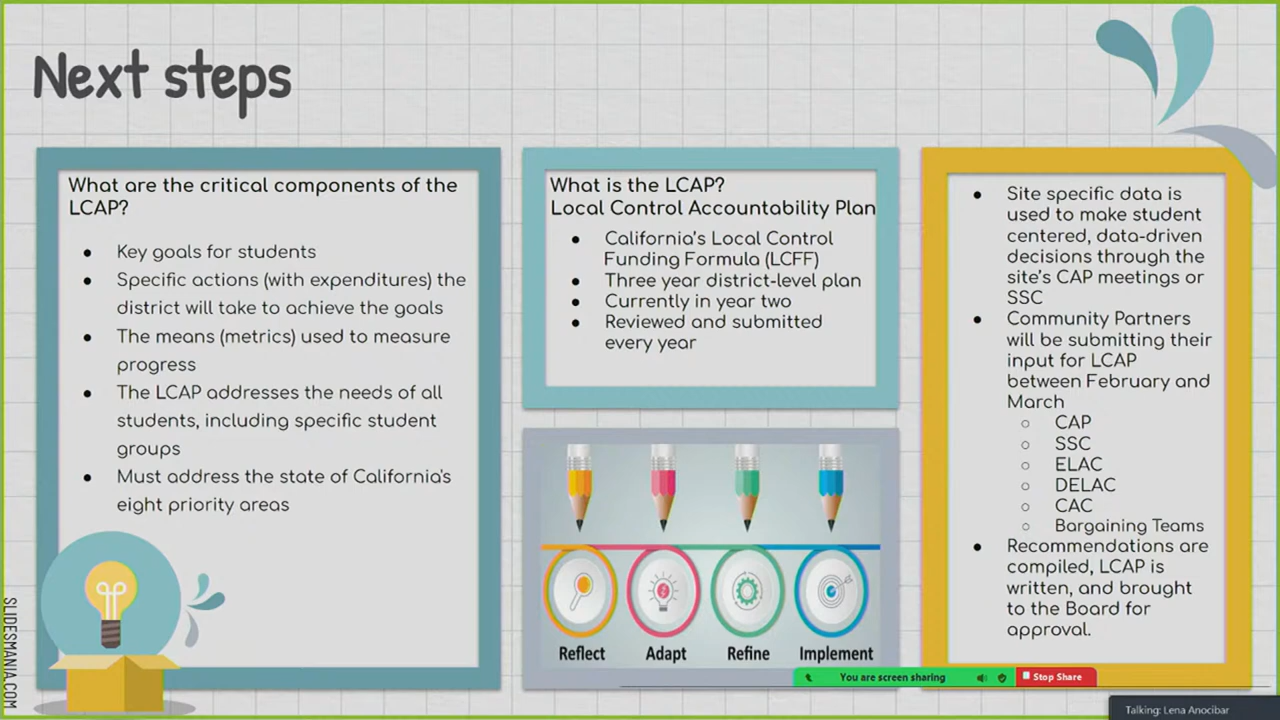 Next steps
What are the critical components of the
LCAP?
● Key goals for students
● Specific actions (with expenditures) the
district will take to achieve the goals
● The means (metrics) used to measure
progress
● The LCAP addresses the needs of all
students, including specific student
groups
● Must address the state of California's
eight priority areas
What is the LCAP?
Local Control Accountability Plan
● California's Local Control
Funding Formula (LCFF)
● Three year district-level plan
● Currently in year two
● Reviewed and submitted
every year
Reflect Adapt Refine Implement
● Site specific data is
used to make student
centered, data-driven
decisions through the
site's CAP meetings or
SSC
● Community Partners
will be submitting their
input for LCAP
between February and
March
○ CAP
○ SSC
○ ELAC
○ DELAC
○ CAC
○ Bargaining Teams
● Recommendations are
compiled, LCAP is
written, and brought
to the Board for
approval.
SLIDESMANIA.COM
You are screen sharing
Stop Share
Talking: Lena Anocibar